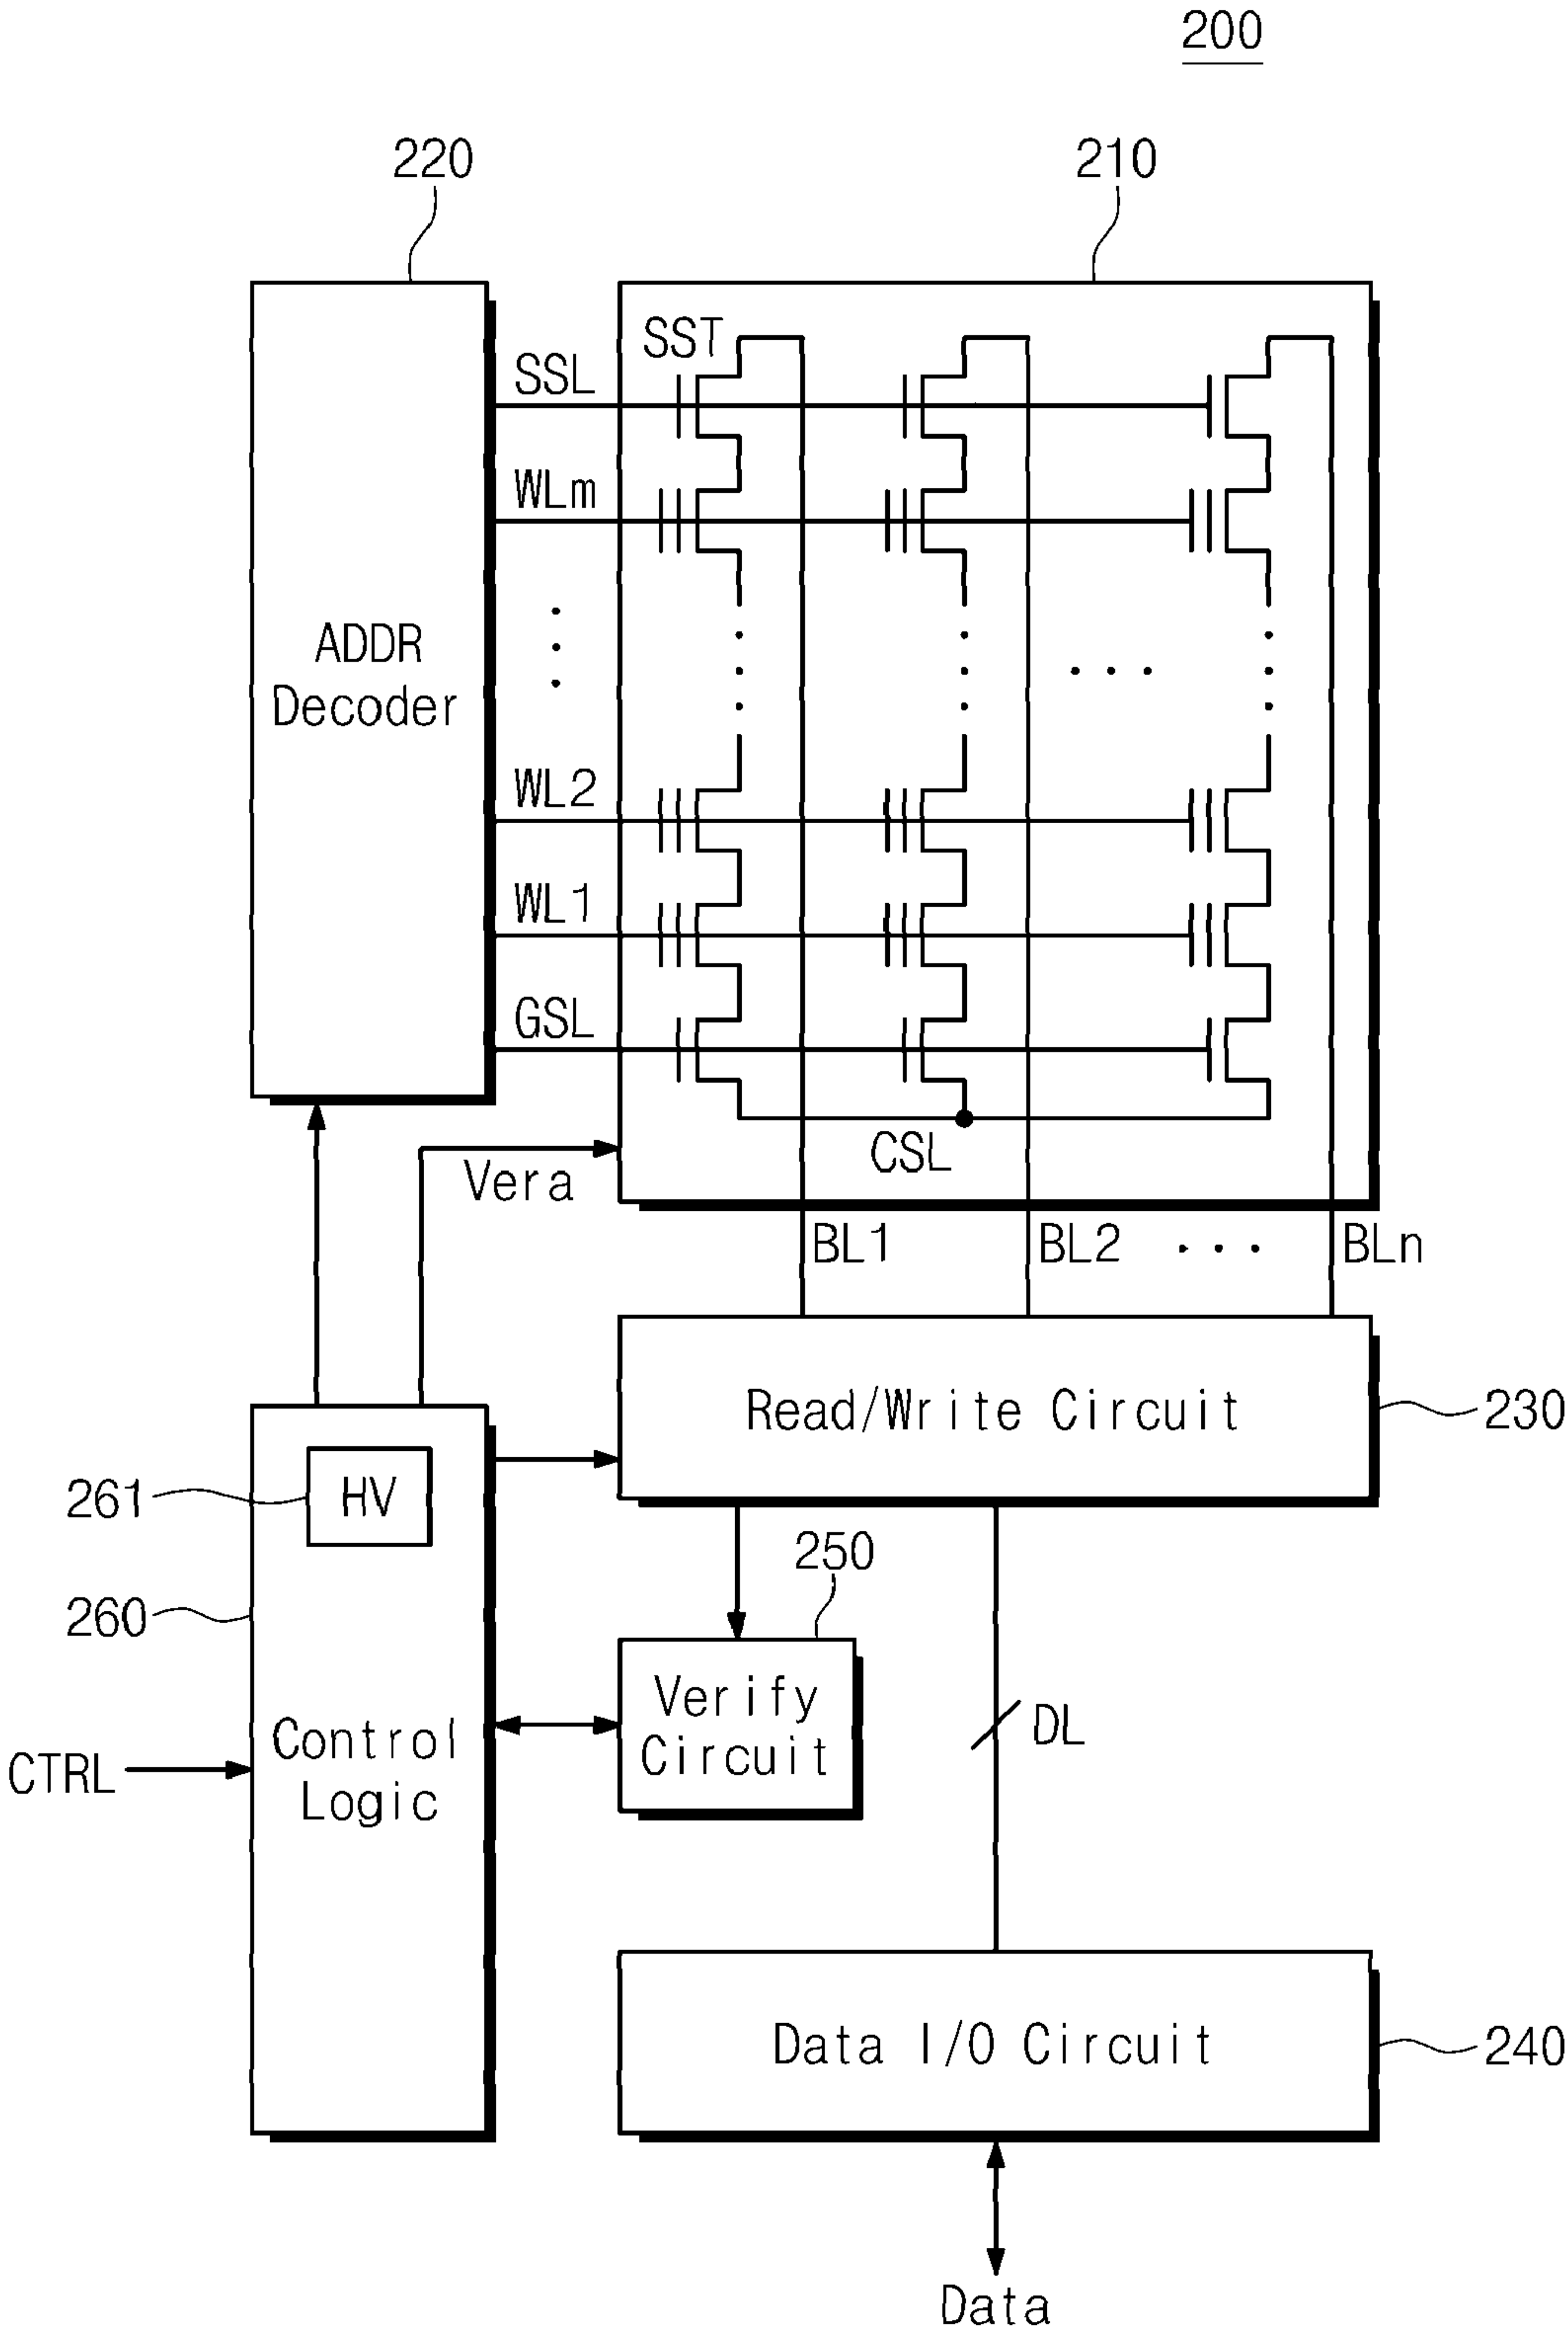 200
220
210
SST
SSL
WLm
ADDR
Decoder
WL2
WL1
GSL
CSL
Vera
BL1
BL2
BLn
Read/Write Circuit
230
261
HV
250
260
Verify
Circuit
DL
Control
Logic
CTRL
Data I/O Circuit
240
Data